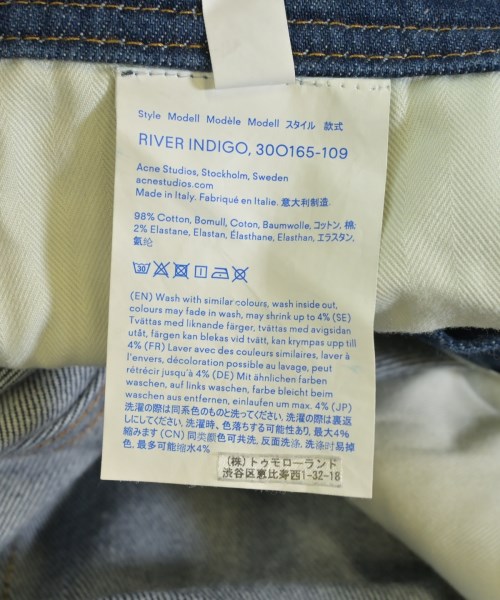 Style Modell Modèle Modell スタイル 款式
RIVER INDIGO, 30O165-109
Acne Studios, Stockholm, Sweden
acnestudios.com
Made in Italy. Fabriqué en Italie. 意大利制造.
98% Cotton, Bomull, Coton, Baumwolle, コットン, 棉;
2% Elastane, Elastan, Élasthane, Elasthan, エラスタン,
氨纶
30
(EN) Wash with similar colours, wash inside out,
colours may fade in wash, may shrink up to 4% (SE)
Tvättas med liknande färger, tvättas med avigsidan
utåt, färgen kan blekas vid tvätt, kan krympas upp till
4% (FR) Laver avec des couleurs similaires, laver à
l'envers, décoloration possible au lavage, peut
rétrécir jusqu'à 4% (DE) Mit ähnlichen farben
waschen, auf links waschen, farbe bleicht beim
waschen aus entfernen, einlaufen um max. 4% (JP)
洗濯の際は同系色のものと洗ってください, 洗濯の際は裏返
しにしてください, 洗濯時、色落ちする可能性あり, 最大4%
縮みます (CN) 同类颜色可共洗, 反面洗涤, 洗涤时易掉
色, 最多可能缩水4%
(株)トゥモローランド
渋谷区恵比寿西1-32-18